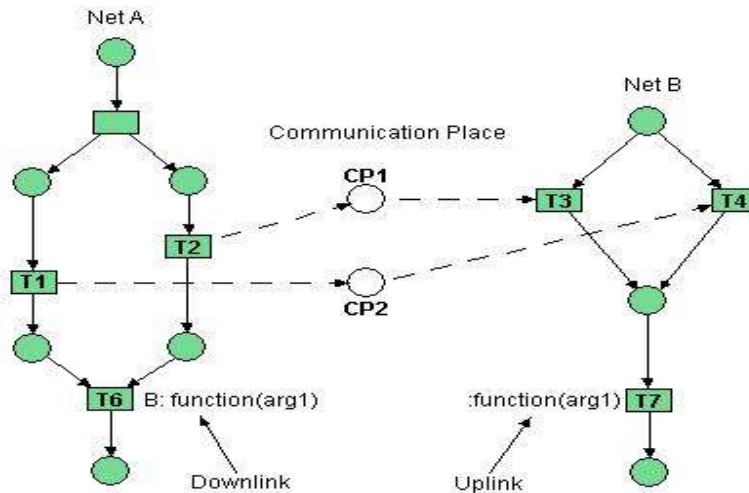 Net A
Net B
Communication Place
CP1
T3
T4
T2
T1
CP2
T6
B: function(arg1)
:function(arg1)
T7
Downlink
Uplink